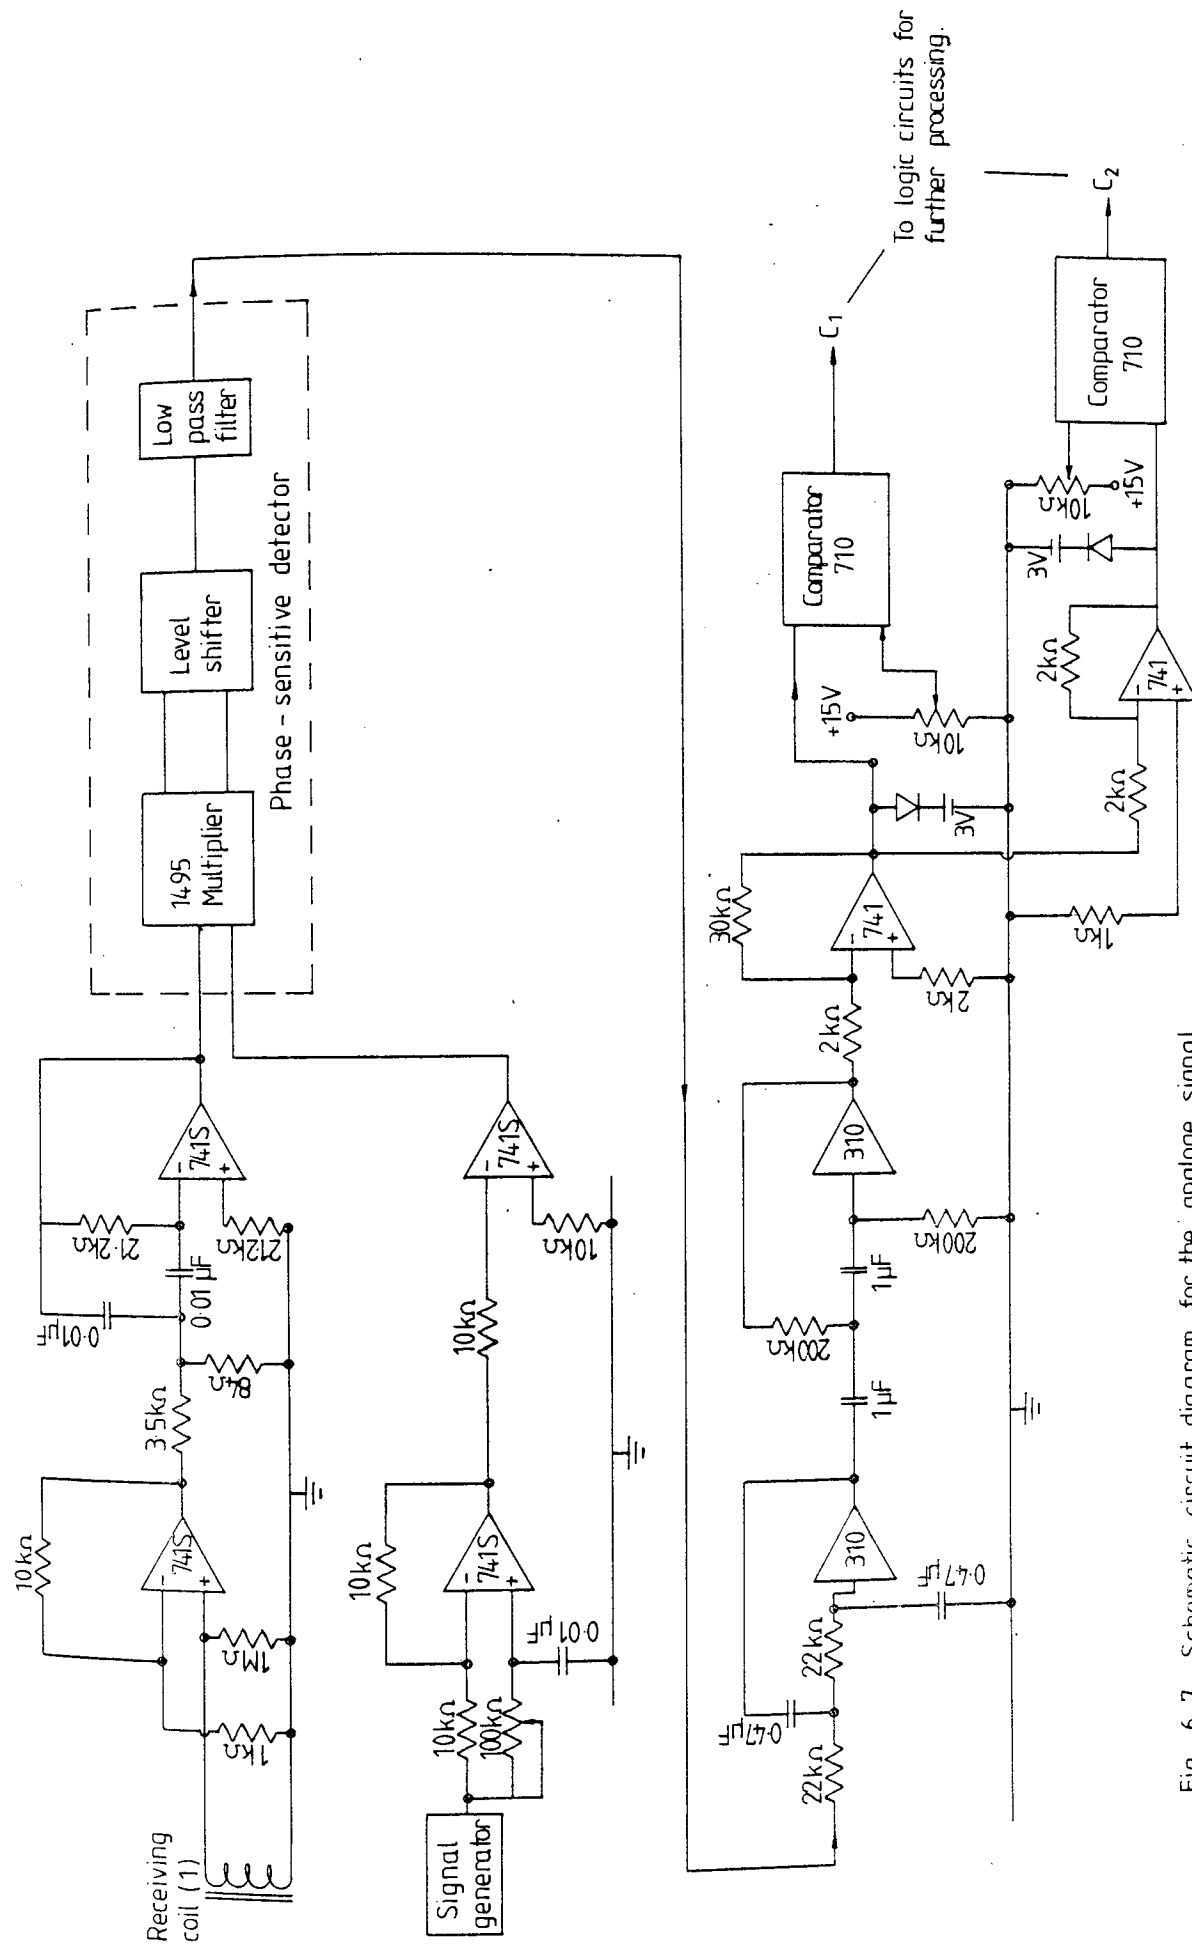 Receiving
coil (1)
10kΩ
741S
-
+
1kΩ
1MΩ
3·5kΩ
84Ω
0·01µF
0·01µF
21·2kΩ
212kΩ
741S
-
+
1495
Multiplier
Level
shifter
Low
pass
filter
Phase-sensitive detector
Signal
generator
10kΩ
100kΩ
10kΩ
0·01µF
741S
-
+
10kΩ
10kΩ
741S
-
+
22kΩ
0·47µF
22kΩ
0·47µF
310
1µF
200kΩ
1µF
200kΩ
310
2kΩ
2kΩ
30kΩ
741
-
+
3V
+15V
10kΩ
Comparator
710
C1
1kΩ
2kΩ
2kΩ
741
-
+
3V
10kΩ
+15V
Comparator
710
C2
To logic circuits for
further processing.
Fig. 6.7 Schematic circuit diagram for the analogue signal